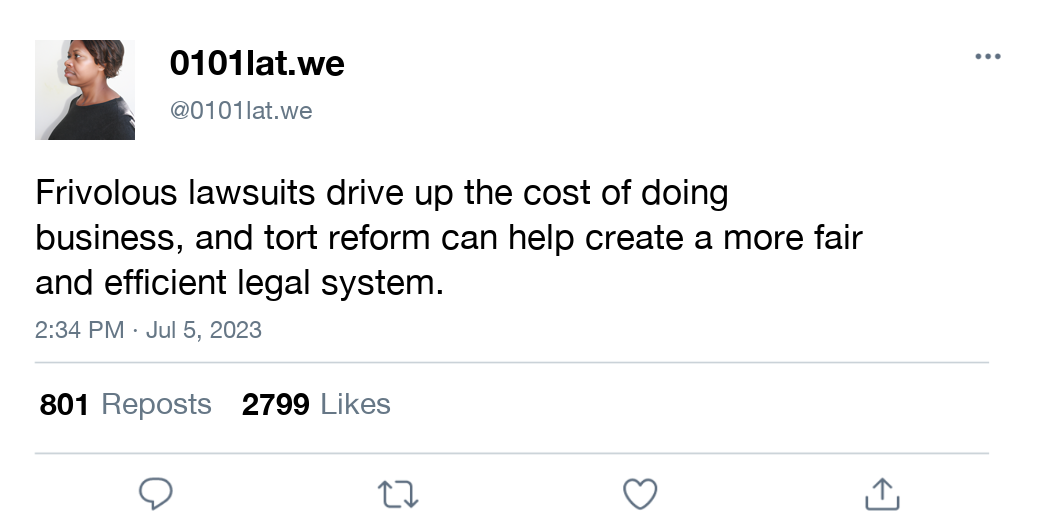 0101lat.we
@0101lat.we
Frivolous lawsuits drive up the cost of doing
business, and tort reform can help create a more fair
and efficient legal system.
2:34 PM · Jul 5, 2023
801 Reposts 2799 Likes